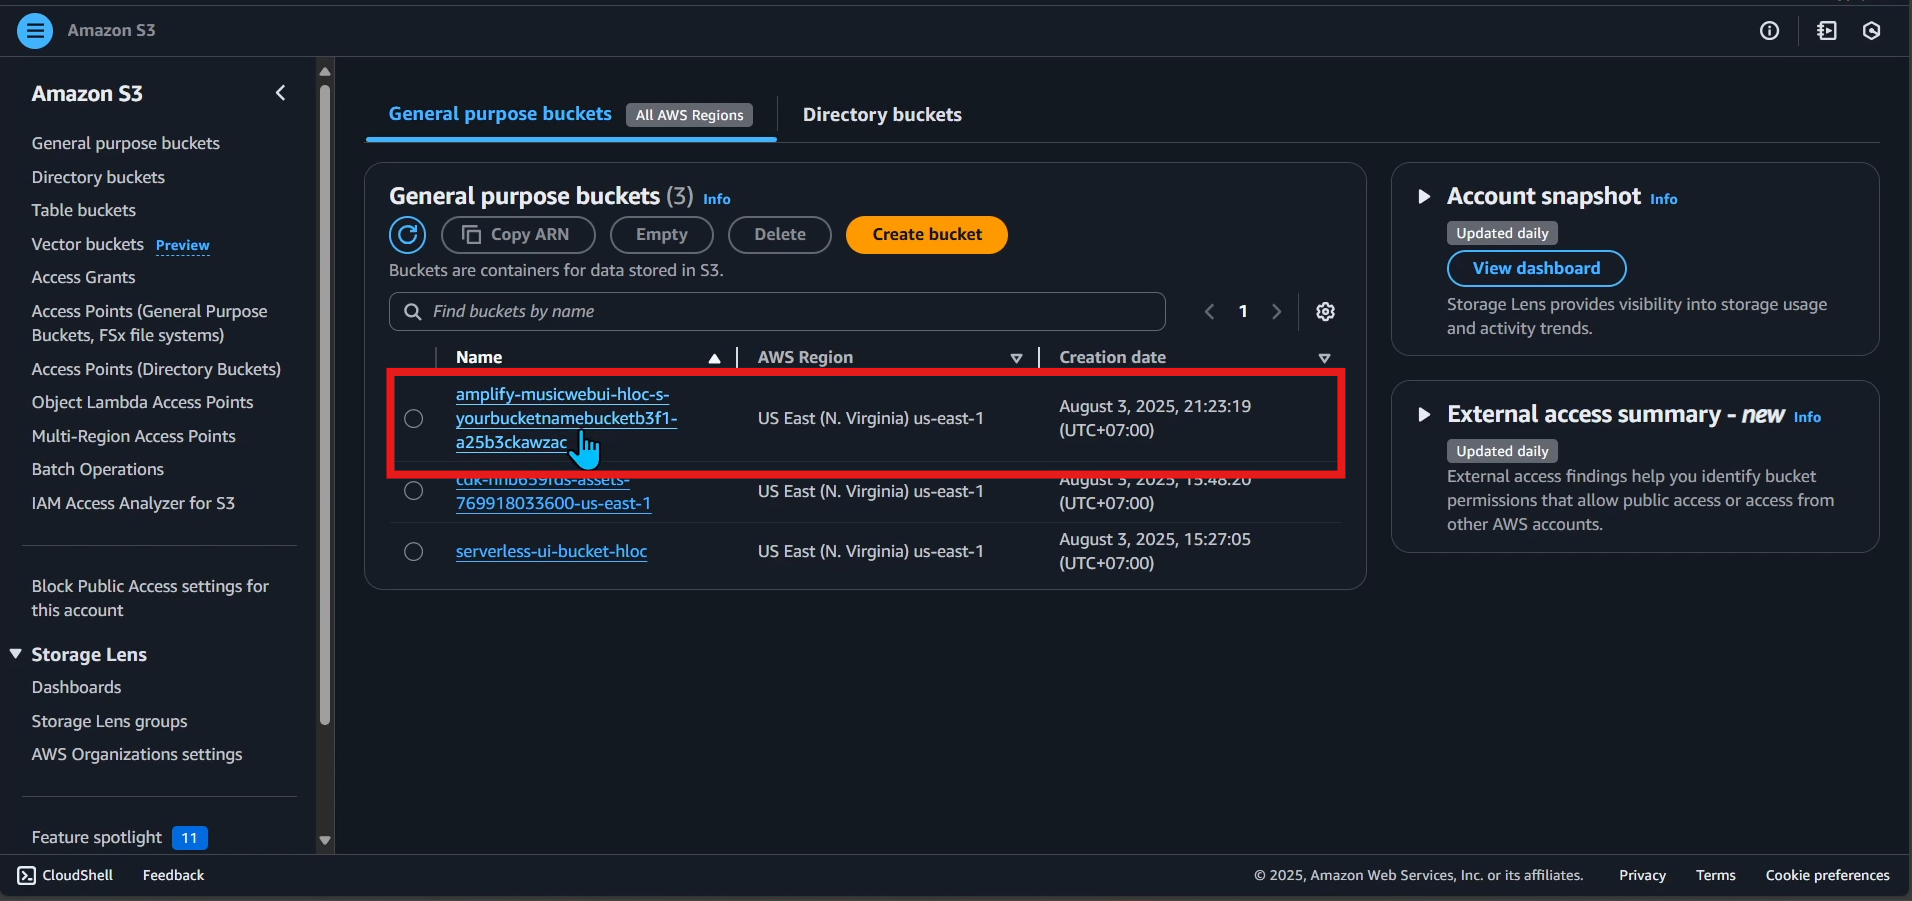 Amazon S3
Amazon S3
General purpose buckets
Directory buckets
Table buckets
Vector buckets Preview
Access Grants
Access Points (General Purpose
Buckets, FSx file systems)
Access Points (Directory Buckets)
Object Lambda Access Points
Multi-Region Access Points
Batch Operations
IAM Access Analyzer for S3
Block Public Access settings for
this account
Storage Lens
Dashboards
Storage Lens groups
AWS Organizations settings
Feature spotlight 11
General purpose buckets All AWS Regions Directory buckets
General purpose buckets (3) Info
Copy ARN Empty Delete Create bucket
Buckets are containers for data stored in S3.
Find buckets by name
1
Name AWS Region Creation date
amplify-musicwebui-hloc-s-
yourbucketnamebucketb3f1-
a25b3ckawzac
US East (N. Virginia) us-east-1
August 3, 2025, 21:23:19
(UTC+07:00)
769918033600-us-east-1
US East (N. Virginia) us-east-1
August 3, 2025, 15:48:20
(UTC+07:00)
serverless-ui-bucket-hloc
US East (N. Virginia) us-east-1
August 3, 2025, 15:27:05
(UTC+07:00)
Account snapshot Info
Updated daily
View dashboard
Storage Lens provides visibility into storage usage
and activity trends.
External access summary - new Info
Updated daily
External access findings help you identify bucket
permissions that allow public access or access from
other AWS accounts.
CloudShell Feedback
© 2025, Amazon Web Services, Inc. or its affiliates. Privacy Terms Cookie preferences